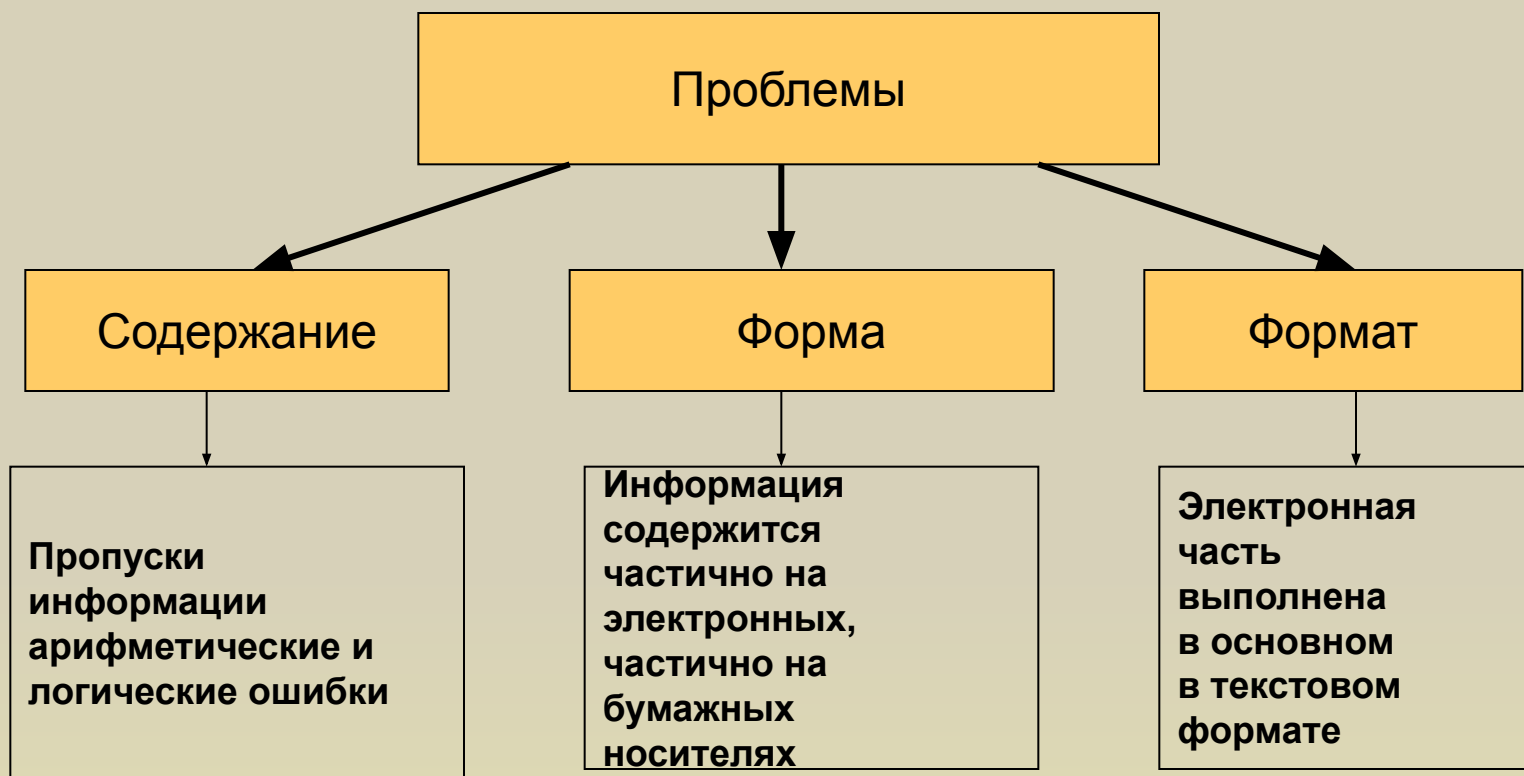 Проблемы
Содержание
Форма
Формат
Пропуски
информации
арифметические и
логические ошибки
Информация
содержится
частично на
электронных,
частично на
бумажных
носителях
Электронная
часть
выполнена
в основном
в текстовом
формате